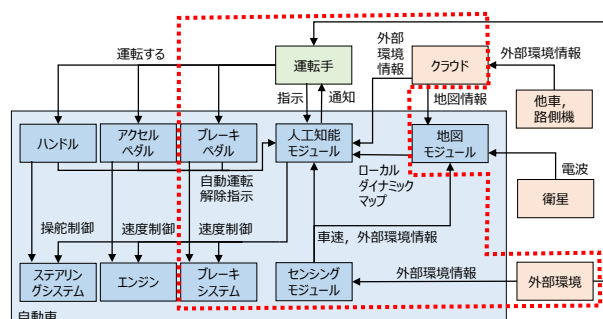 運転する
運転手
外部
環境
情報
クラウド
外部環境情報
指示
通知
地図情報
他車，
路側機
ハンドル
アクセル
ペダル
ブレーキ
ペダル
人工知能
モジュール
地図
モジュール
自動運転
解除指示
ローカル
ダイナミック
マップ
電波
衛星
操舵制御
速度制御
速度制御
車速，外部環境情報
ステアリン
グシステム
エンジン
ブレーキ
システム
センシング
モジュール
外部環境情報
外部環境
自動車